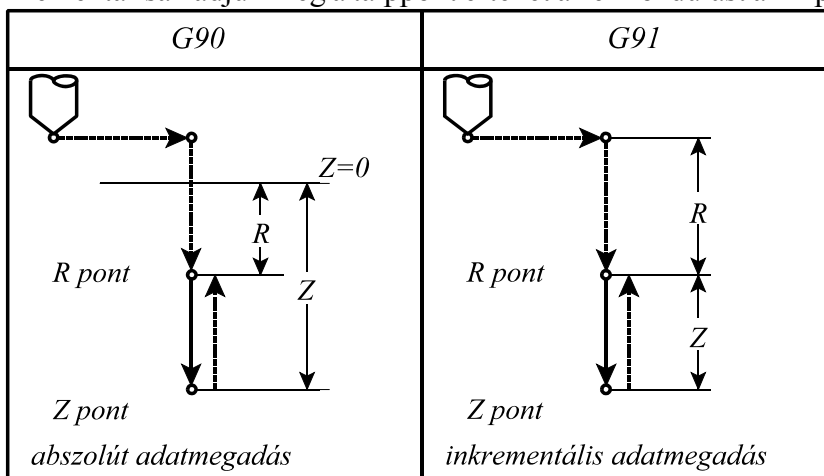 G90
G91
Z=0
R
R pont
Z
Z pont
abszolút adatmegadás
R
R pont
Z
Z pont
inkrementális adatmegadás